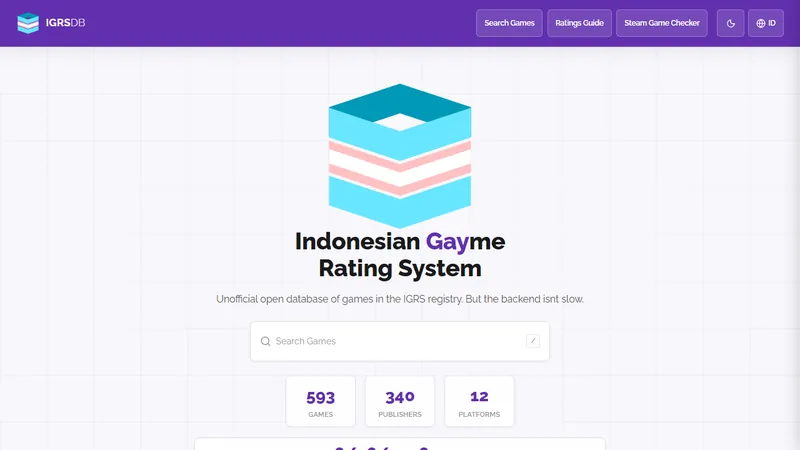 IGRSDB
Search Games
Ratings Guide
Steam Game Checker
ID
Indonesian Gayme
Rating System
Unofficial open database of games in the IGRS registry. But the backend isnt slow.
Search Games
/
593
340
12
GAMES
PUBLISHERS
PLATFORMS